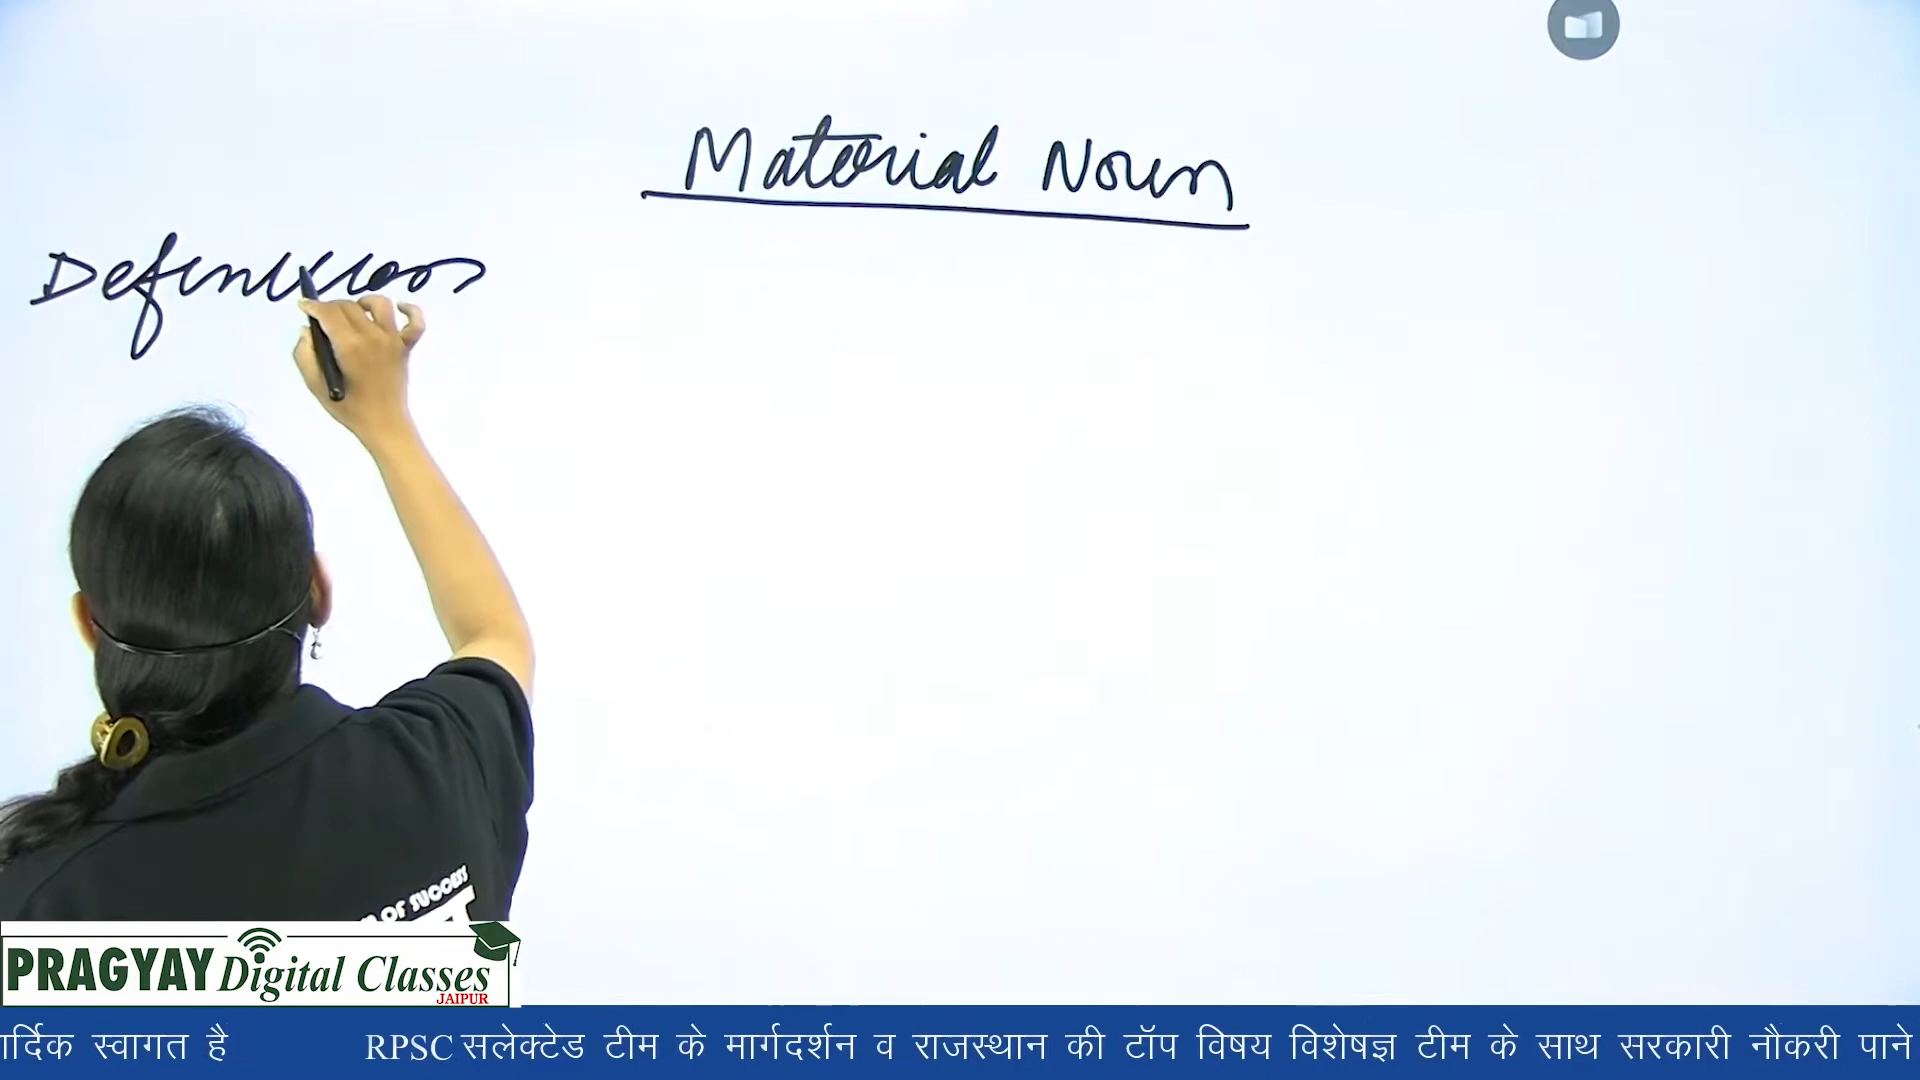 Material Noun
Definition
OF SUCCESS
PRAGYAY Digital Classes
JAIPUR
र्दिक स्वागत है RPSC सलेक्टेड टीम के मार्गदर्शन व राजस्थान की टॉप विषय विशेषज्ञ टीम के साथ सरकारी नौकरी पाने